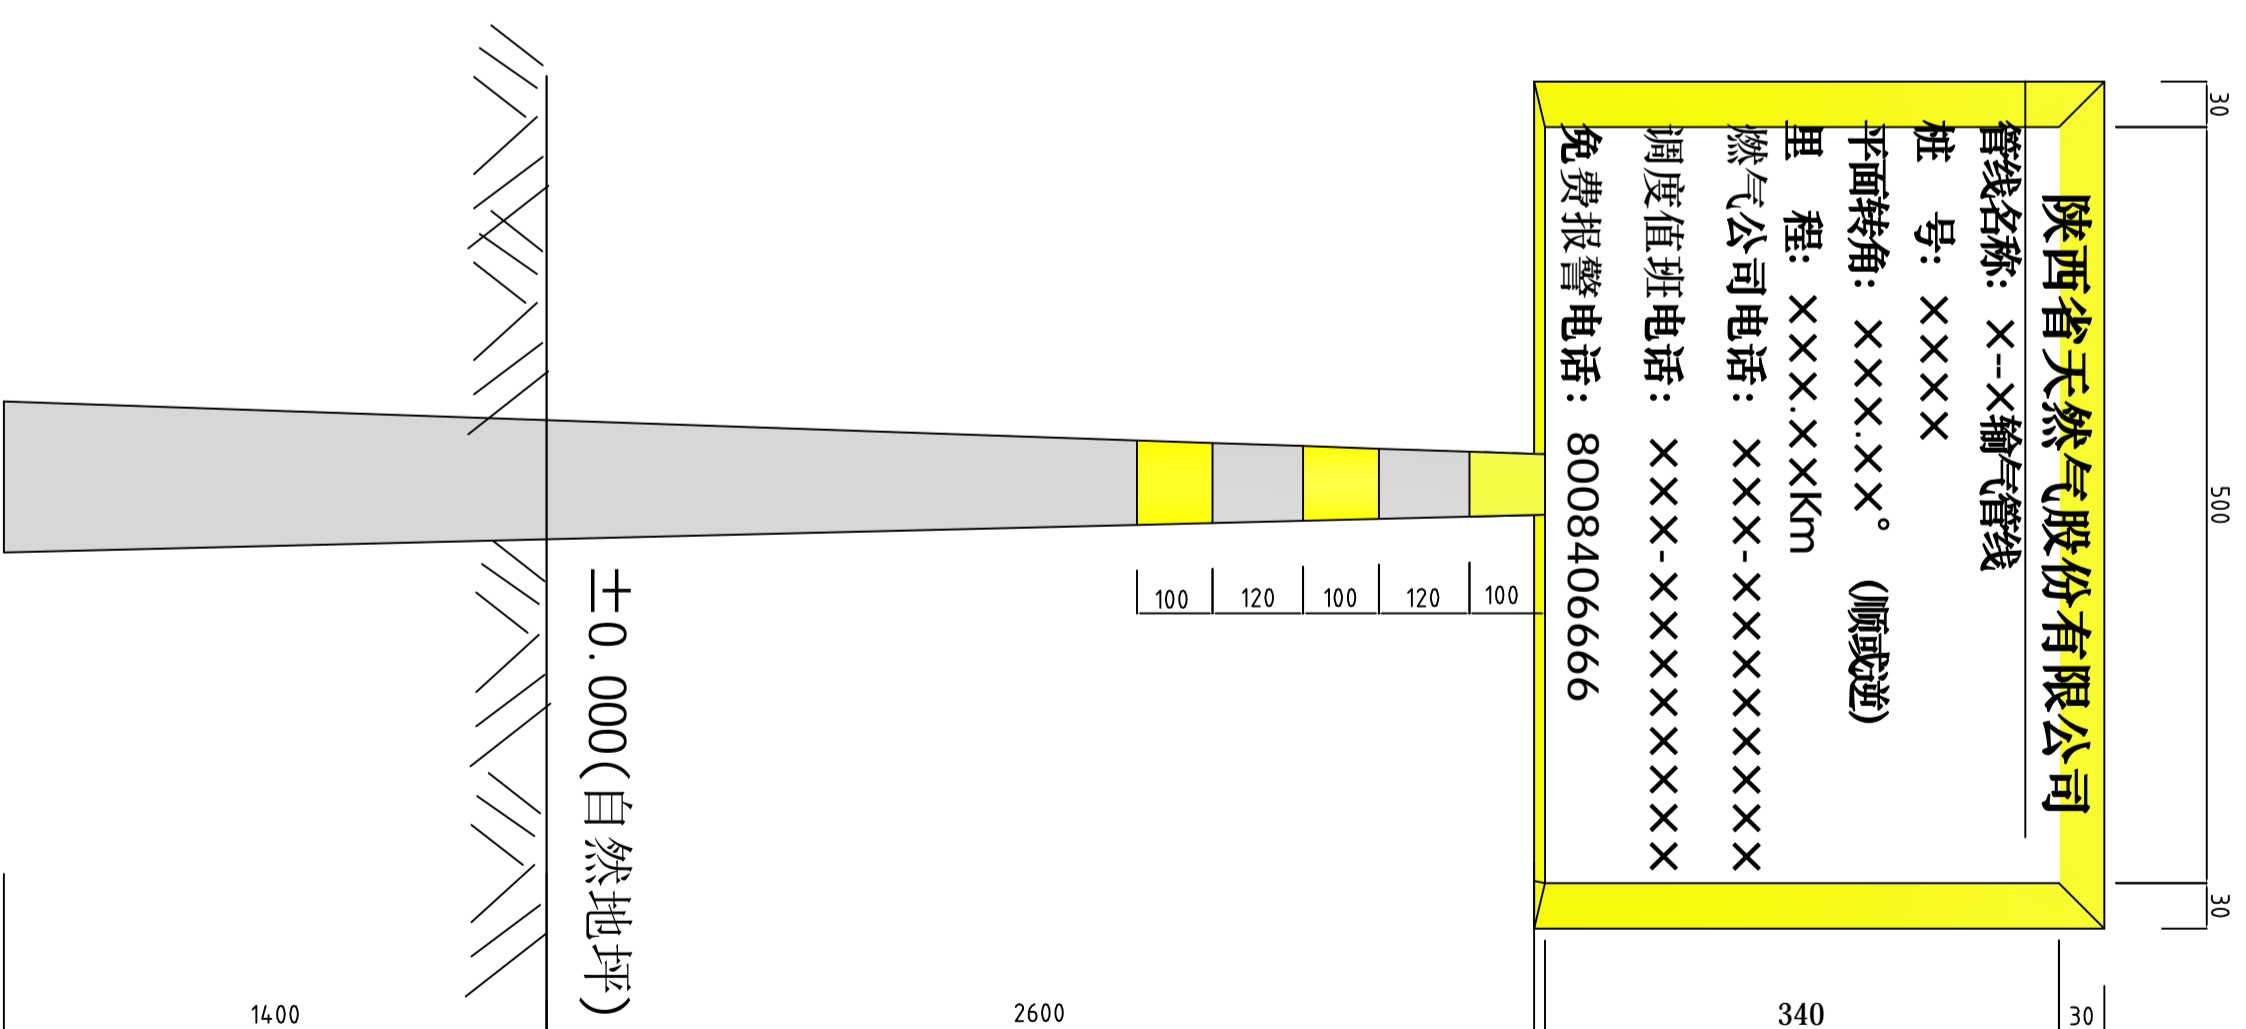 陕西省天然气股份有限公司
管线名称: ×--×输气管线
桩 号: ××××
平面转角: ×××.××° (顺或逆)
里 程: ×××.××Km
燃气公司电话: ×××-××××××××
调度值班电话: ×××-××××××××
免费报警电话: 8008406666
±0.000(自然地坪)
30
500
30
100
120
100
120
100
1400
2600
340
30